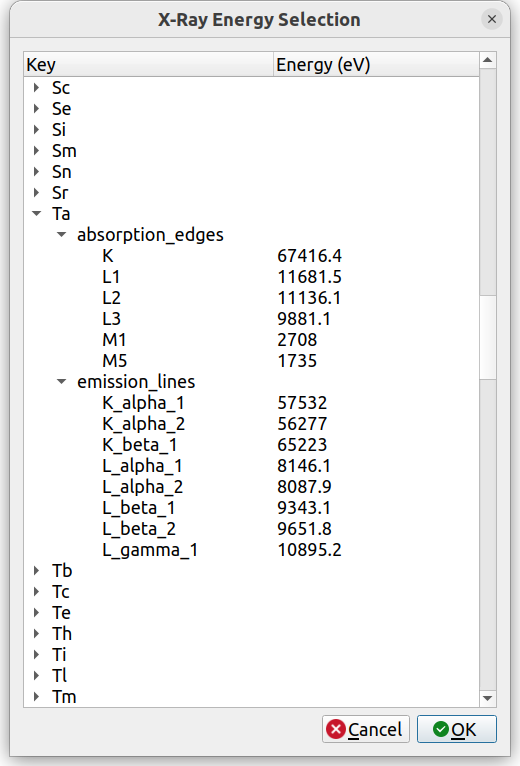 X-Ray Energy Selection
Key Energy (eV)
Sc
Se
Si
Sm
Sn
Sr
Ta
absorption_edges
K 67416.4
L1 11681.5
L2 11136.1
L3 9881.1
M1 2708
M5 1735
emission_lines
K_alpha_1 57532
K_alpha_2 56277
K_beta_1 65223
L_alpha_1 8146.1
L_alpha_2 8087.9
L_beta_1 9343.1
L_beta_2 9651.8
L_gamma_1 10895.2
Tb
Tc
Te
Th
Ti
Tl
Tm
Cancel OK